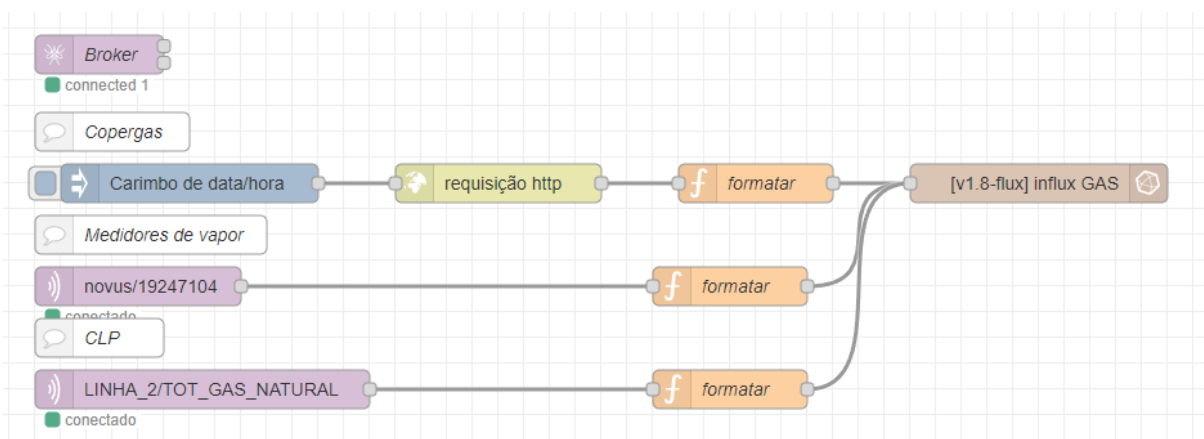 Broker
connected 1
Copergas
Carimbo de data/hora
requisição http
formatar
[v1.8-flux] influx GAS
Medidores de vapor
novus/19247104
formatar
conectado
CLP
LINHA_2/TOT_GAS_NATURAL
formatar
conectado